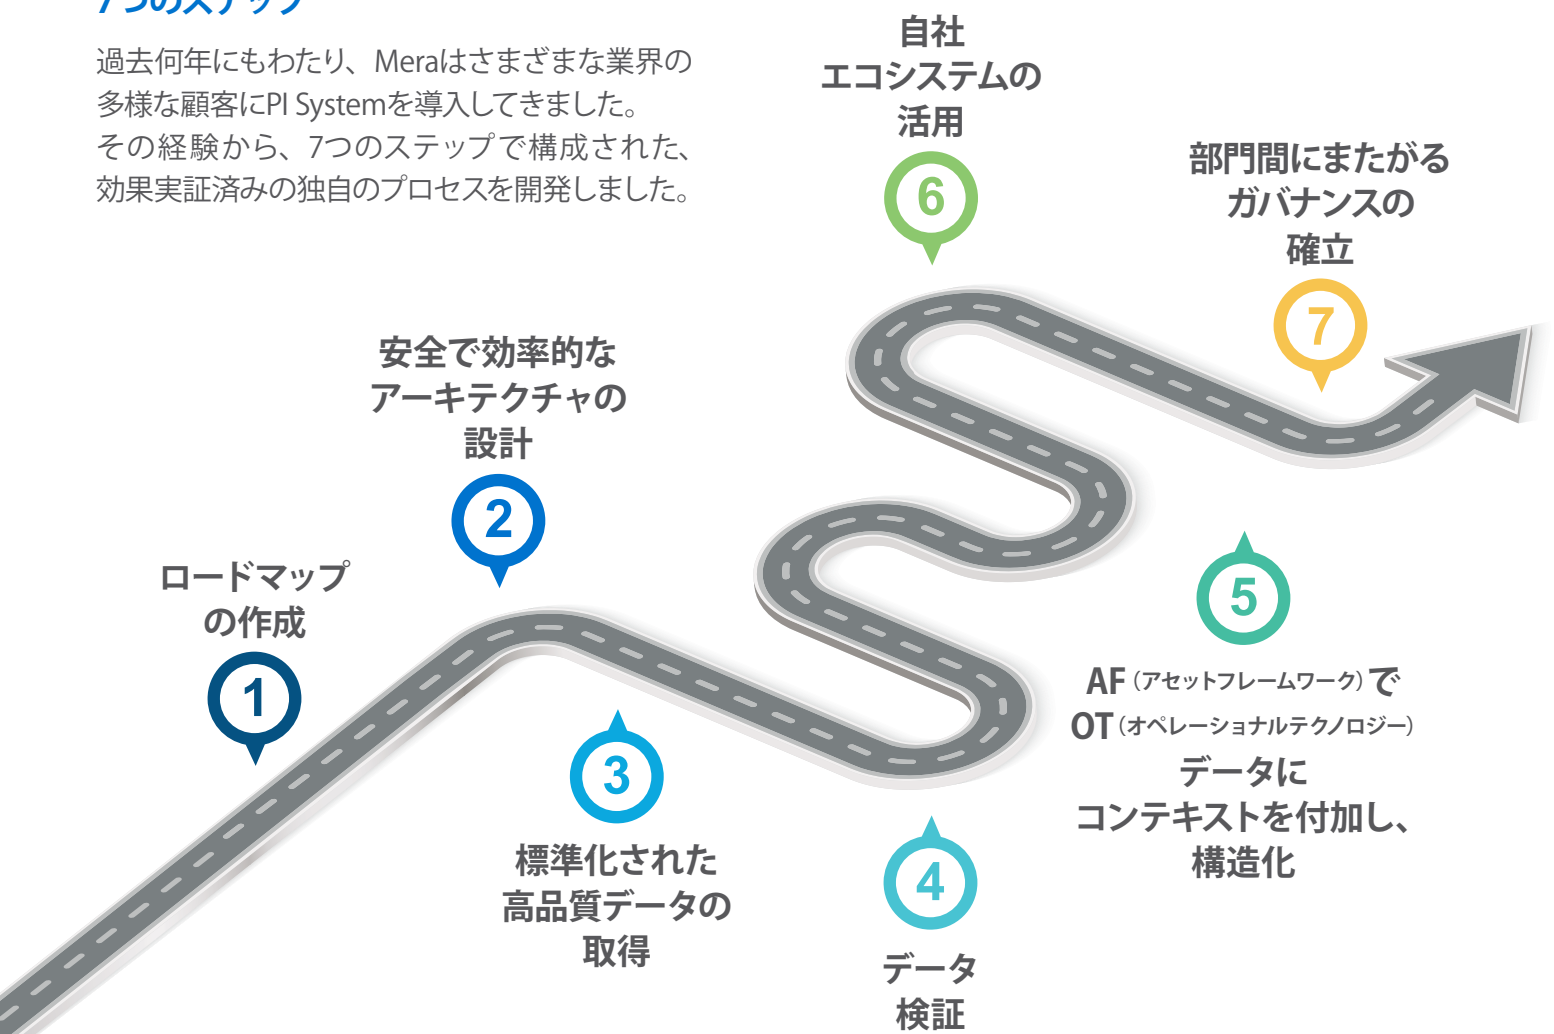 7つのステップ
過去何年にもわたり、Meraはさまざまな業界の
多様な顧客にPI Systemを導入してきました。
その経験から、7つのステップで構成された、
効果実証済みの独自のプロセスを開発しました。
ロードマップ
の作成
1
安全で効率的な
アーキテクチャの
設計
2
3
標準化された
高品質データの
取得
4
データ
検証
5
AF（アセットフレームワーク）で
OT（オペレーショナルテクノロジー）
データに
コンテキストを付加し、
構造化
自社
エコシステムの
活用
6
部門間にまたがる
ガバナンスの
確立
7